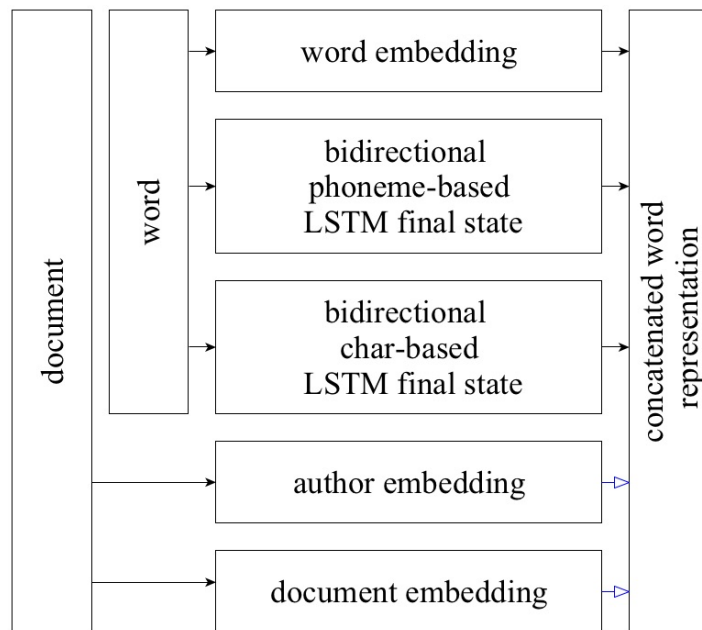 document
word
word embedding
bidirectional
phoneme-based
LSTM final state
bidirectional
char-based
LSTM final state
author embedding
document embedding
concatenated word
representation